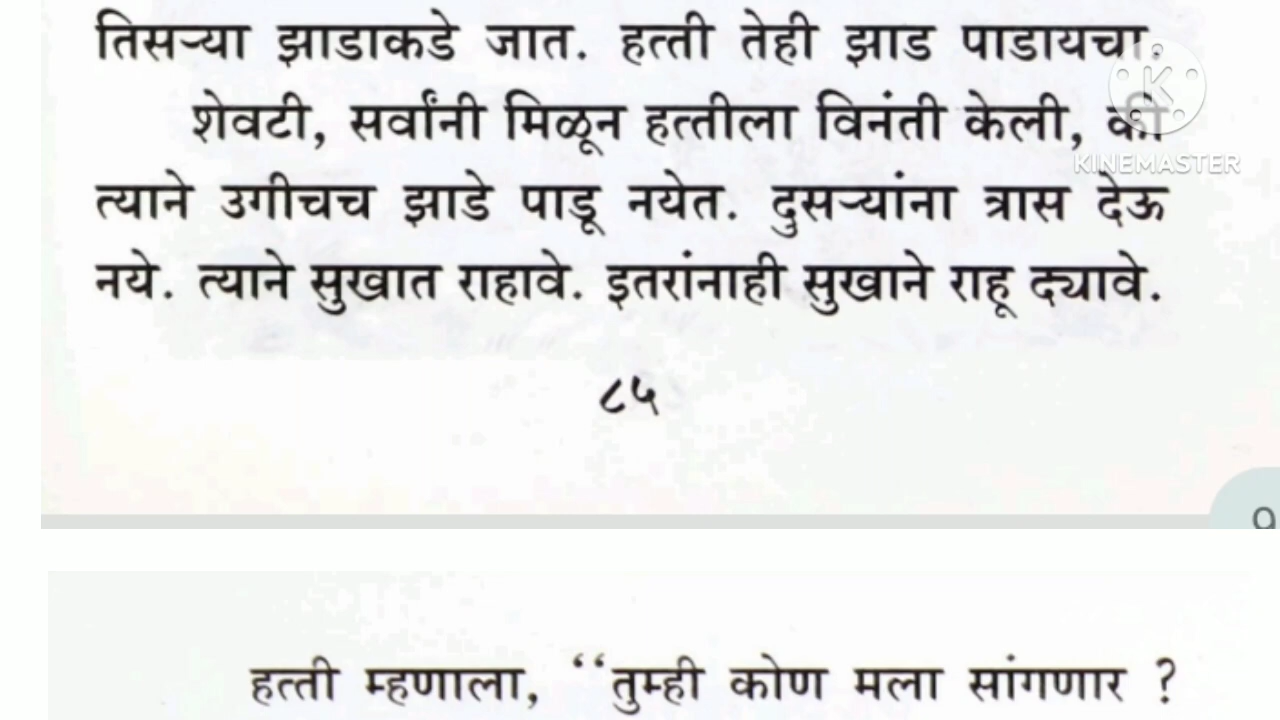 तिसऱ्या झाडाकडे जात. हत्ती तेही झाड पाडायचा.
शेवटी, सर्वांनी मिळून हत्तीला विनंती केली, की
KINEMASTER
त्याने उगीचच झाडे पाडू नयेत. दुसऱ्यांना त्रास देऊ
नये. त्याने सुखात राहावे. इतरांनाही सुखाने राहू द्यावे.
८५
हत्ती म्हणाला, ‘‘तुम्ही कोण मला सांगणार ?